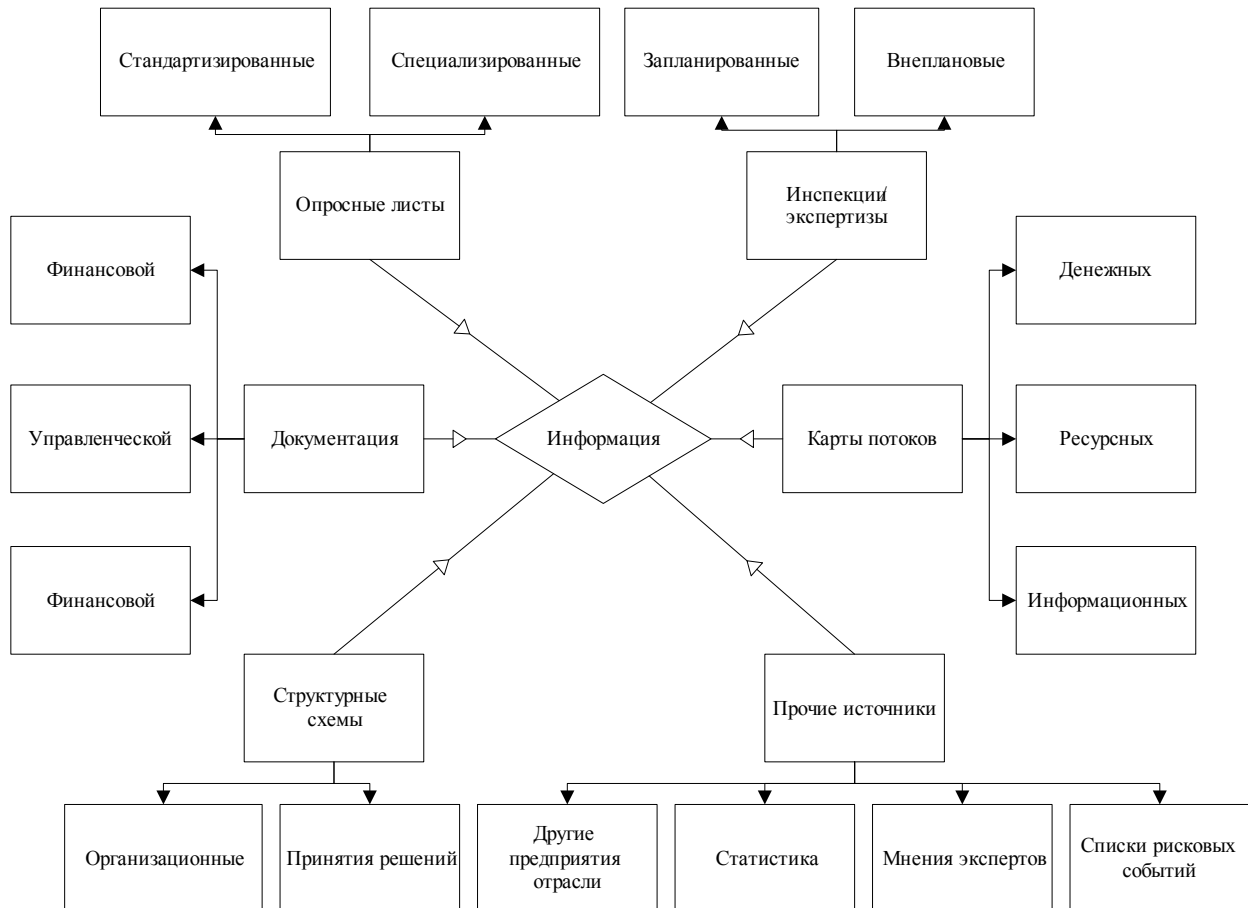 Стандартизированные
Специализированные
Запланированные
Внеплановые
Опросные листы
Инспекции/
экспертизы
Финансовой
Денежных
Управленческой
Документация
Информация
Карты потоков
Ресурсных
Финансовой
Информационных
Структурные
схемы
Прочие источники
Организационные
Принятия решений
Другие
предприятия
отрасли
Статистика
Мнения экспертов
Списки рисковых
событий